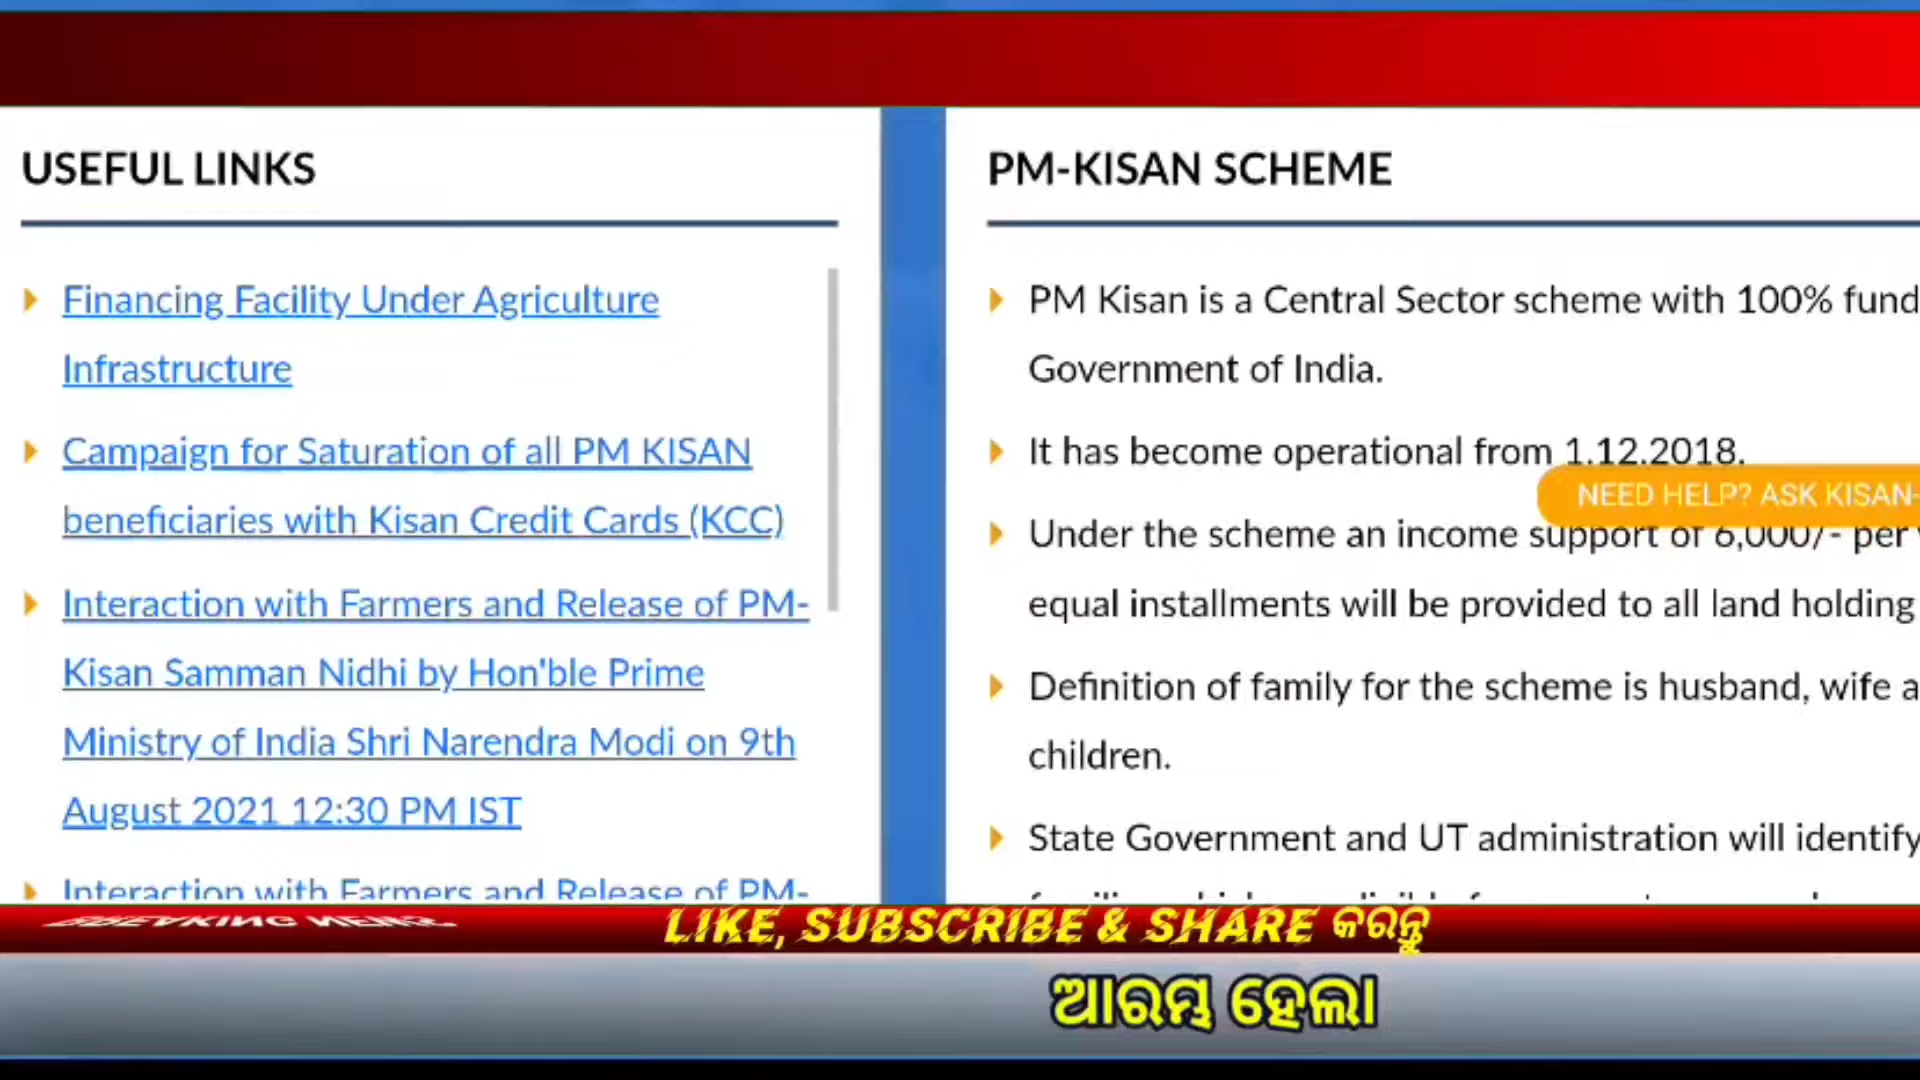 USEFUL LINKS
Financing Facility Under Agriculture
Infrastructure
Campaign for Saturation of all PM KISAN
beneficiaries with Kisan Credit Cards (KCC)
Interaction with Farmers and Release of PM-
Kisan Samman Nidhi by Hon'ble Prime
Ministry of India Shri Narendra Modi on 9th
August 2021 12:30 PM IST
Interaction with Farmers and Release of PM-
PM-KISAN SCHEME
PM Kisan is a Central Sector scheme with 100% fund
Government of India.
It has become operational from 1.12.2018.
NEED HELP? ASK KISAN-
Under the scheme an income support of 6,000/- per
equal installments will be provided to all land holding
Definition of family for the scheme is husband, wife a
children.
State Government and UT administration will identify
BREAKING NEWS
LIKE, SUBSCRIBE & SHARE କରନ୍ତୁ
ଆରମ୍ଭ ହେଲା